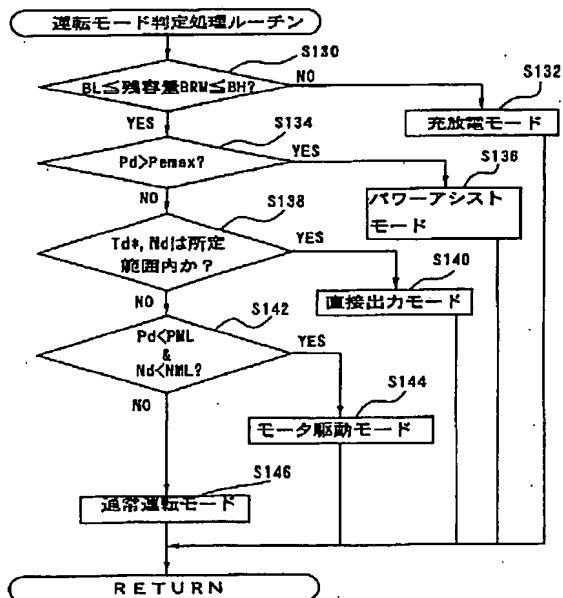 運転モード判定処理ルーチン
S130
BL≦残容量BRM≦BH?
NO
S132
充放電モード
YES
S134
Pd>Pemax?
YES
S136
パワーアシスト
モード
NO
S138
Td*, Ndは所定
範囲内か?
YES
S140
直接出力モード
NO
S142
Pd<PML
&
Nd<NML?
YES
S144
モータ駆動モード
NO
S146
通常運転モード
RETURN